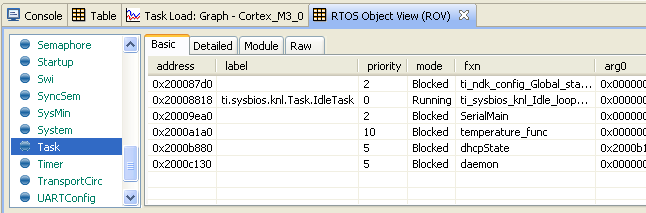 Console Table Task Load: Graph - Cortex_M3_0 RTOS Object View (ROV)
Semaphore
Startup
Swi
SyncSem
SysMin
System
Task
Timer
TransportCirc
UARTConfig
Basic Detailed Module Raw
address label priority mode fxn arg0
0x200087d0 2 Blocked ti_ndk_config_Global_sta... 0x000000
0x20008818 ti.sysbios.knl.Task.IdleTask 0 Running ti_sysbios_knl_Idle_loop... 0x000000
0x20009ea0 2 Blocked SerialMain 0x000000
0x2000a1a0 10 Blocked temperature_func 0x000000
0x2000b880 5 Blocked dhcpState 0x2000b1
0x2000c130 5 Blocked daemon 0x000000